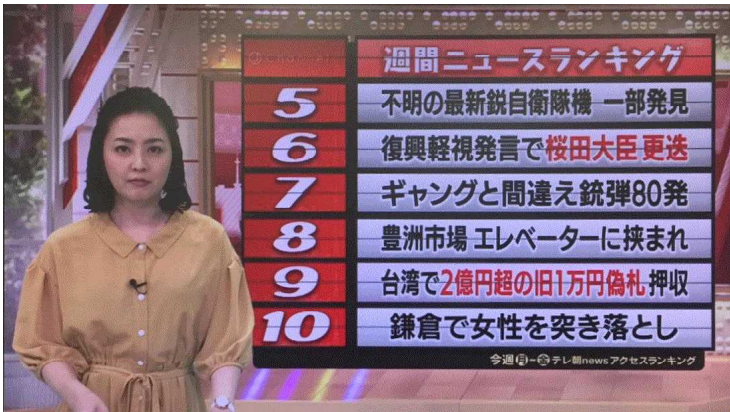 週間ニュースランキング
5 不明の最新鋭自衛隊機 一部発見
6 復興軽視発言で桜田大臣 更迭
7 ギャングと間違え銃弾80発
8 豊洲市場 エレベーターに挟まれ
9 台湾で2億円超の旧1万円偽札 押収
10 鎌倉で女性を突き落とし
今週月-金テレ朝newsアクセスランキング